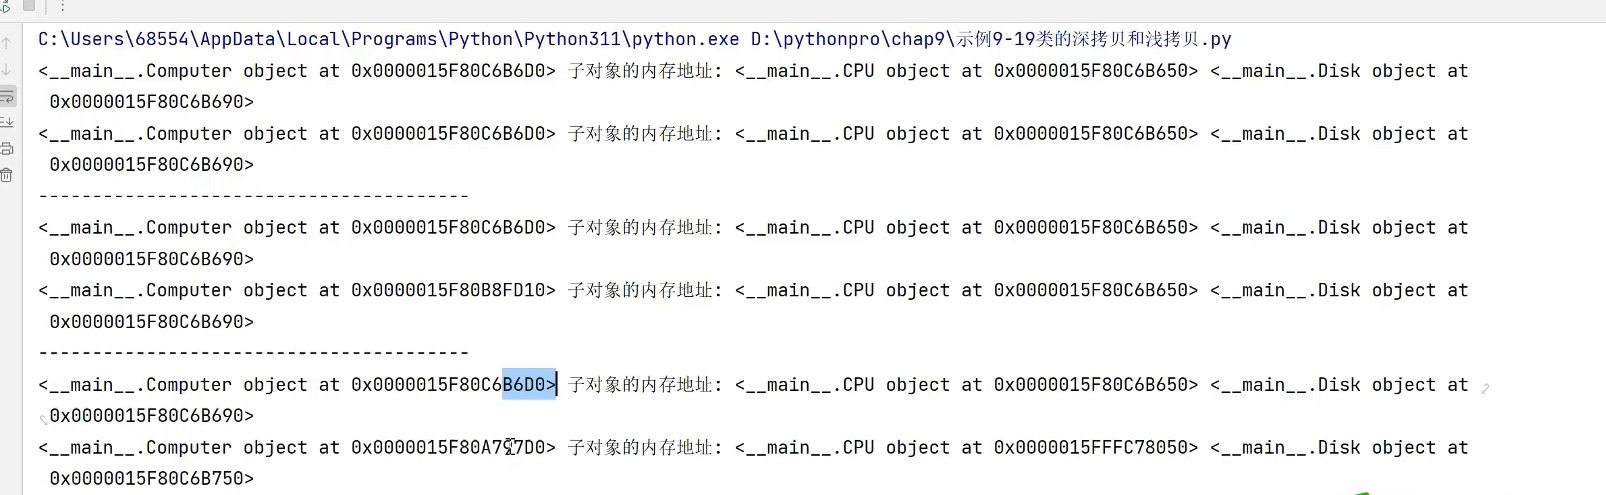 C:\Users\68554\AppData\Local\Programs\Python\Python311\python.exe D:\pythonpro\chap9\示例9-19类的深拷贝和浅拷贝.py
<__main__.Computer object at 0x0000015F80C6B6D0> 子对象的内存地址: <__main__.CPU object at 0x0000015F80C6B650> <__main__.Disk object at
0x0000015F80C6B690>
<__main__.Computer object at 0x0000015F80C6B6D0> 子对象的内存地址: <__main__.CPU object at 0x0000015F80C6B650> <__main__.Disk object at
0x0000015F80C6B690>
----------------------------------------
<__main__.Computer object at 0x0000015F80C6B6D0> 子对象的内存地址: <__main__.CPU object at 0x0000015F80C6B650> <__main__.Disk object at
0x0000015F80C6B690>
<__main__.Computer object at 0x0000015F80B8FD10> 子对象的内存地址: <__main__.CPU object at 0x0000015F80C6B650> <__main__.Disk object at
0x0000015F80C6B690>
----------------------------------------
<__main__.Computer object at 0x0000015F80C6B6D0> 子对象的内存地址: <__main__.CPU object at 0x0000015F80C6B650> <__main__.Disk object at
0x0000015F80C6B690>
<__main__.Computer object at 0x0000015F80A797D0> 子对象的内存地址: <__main__.CPU object at 0x0000015FFFC78050> <__main__.Disk object at
0x0000015F80C6B750>